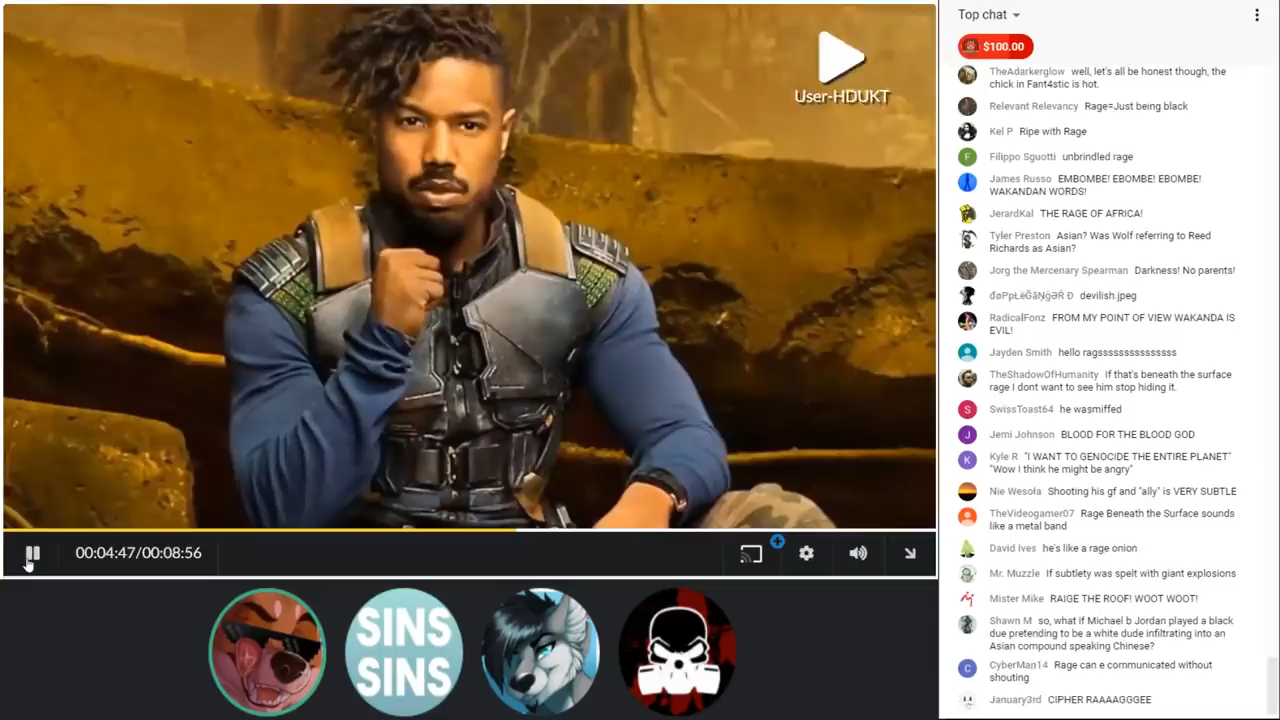 User-HDUKT
00:04:47/00:08:56
SINS
SINS
Top chat
$100.00
TheAdarkerglow well, let's all be honest though, the
chick in Fant4stic is hot.
Relevant Relevancy Rage=Just being black
Kel P Ripe with Rage
F
Filippo Sguotti unbrindled rage
James Russo EMBOMBE! EBOMBE! EBOMBE!
WAKANDAN WORDS!
JerardKal THE RAGE OF AFRICA!
Tyler Preston Asian? Was Wolf referring to Reed
Richards as Asian?
Jorg the Mercenary Spearman Darkness! No parents!
devilish.jpeg
RadicalFonz FROM MY POINT OF VIEW WAKANDA IS
EVIL!
Jayden Smith hello ragssssssssssssss
TheShadowOfHumanity If that's beneath the surface
rage I dont want to see him stop hiding it.
S
SwissToast64 he wasmiffed
J
Jemi Johnson BLOOD FOR THE BLOOD GOD
K
Kyle R "I WANT TO GENOCIDE THE ENTIRE PLANET"
"Wow I think he might be angry"
Nie Wesoła Shooting his gf and "ally" is VERY SUBTLE
TheVideogamer07 Rage Beneath the Surface sounds
like a metal band
David Ives he's like a rage onion
Mr. Muzzle If subtlety was spelt with giant explosions
Mister Mike RAIGE THE ROOF! WOOT WOOT!
Shawn M so, what if Michael b Jordan played a black
due pretending to be a white dude infiltrating into an
Asian compound speaking Chinese?
C
CyberMan14 Rage can e communicated without
shouting
January3rd CIPHER RAAAAGGGEE